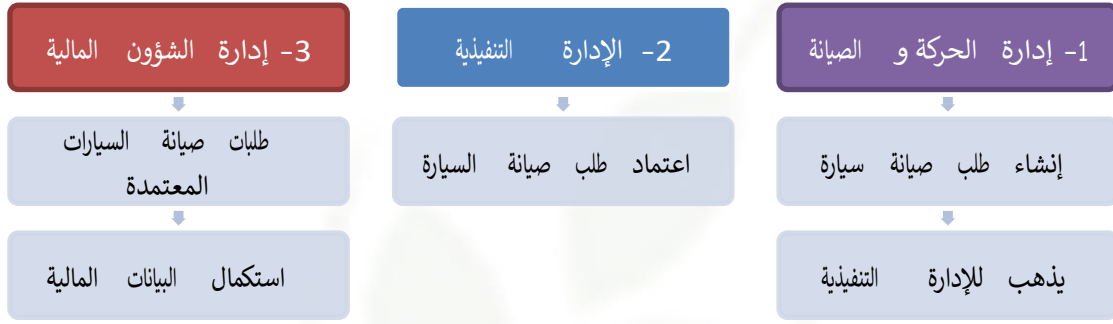 1- إدارة الحركة و الصيانة
إنشاء طلب صيانة سيارة
يذهب للإدارة التنفيذية
2- الإدارة التنفيذية
اعتماد طلب صيانة السيارة
3- إدارة الشؤون المالية
طلبات صيانة السيارات
المعتمدة
استكمال البيانات المالية